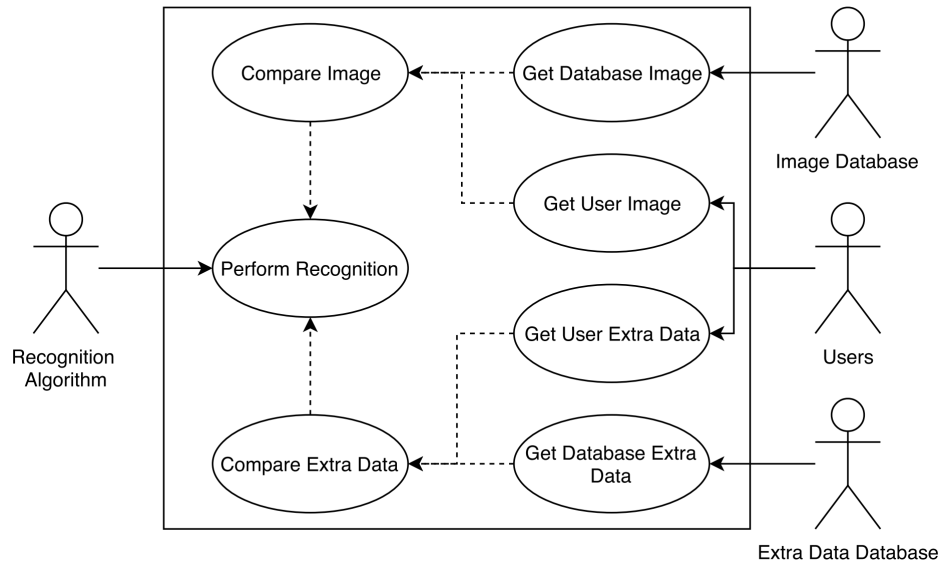 Compare Image
Get Database Image
Image Database
Get User Image
Perform Recognition
Recognition
Algorithm
Get User Extra Data
Users
Compare Extra Data
Get Database Extra
Data
Extra Data Database